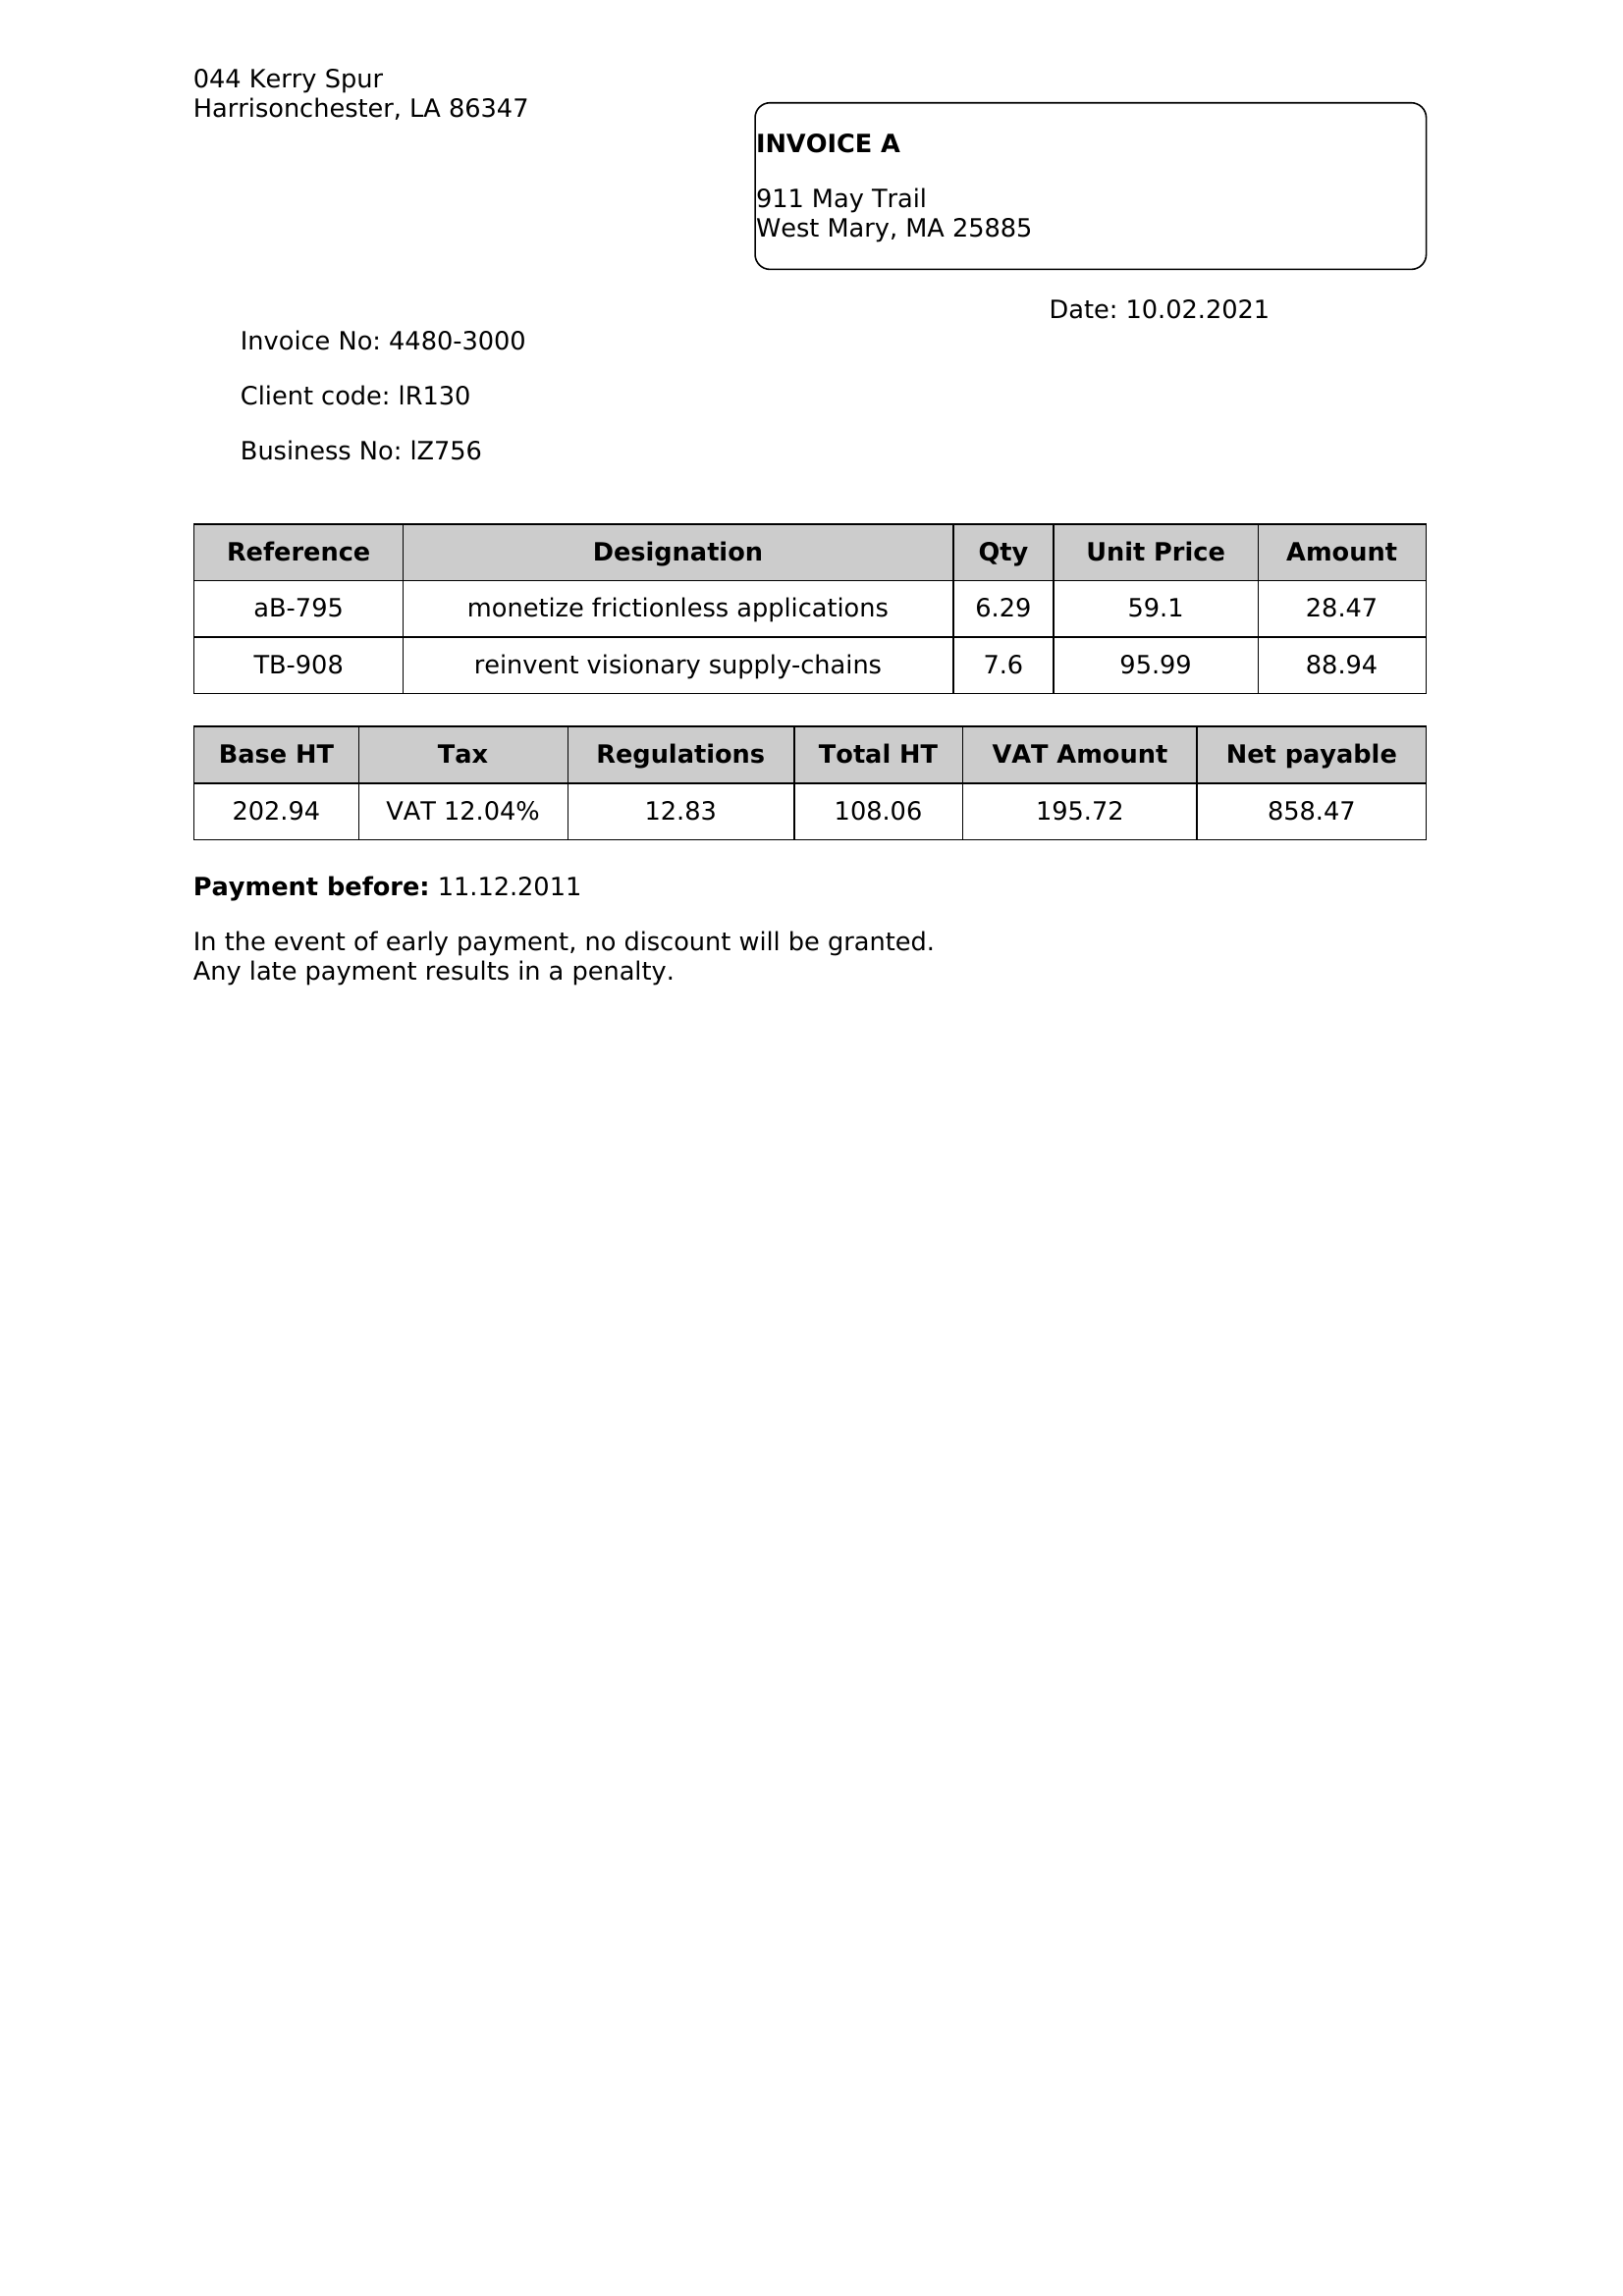 044 Kerry Spur
Harrisonchester, LA 86347
INVOICE A
911 May Trail
West Mary, MA 25885
Date: 10.02.2021
Invoice No: 4480-3000
Client code: lR130
Business No: lZ756
Reference Designation Qty Unit Price Amount
aB-795 monetize frictionless applications 6.29 59.1 28.47
TB-908 reinvent visionary supply-chains 7.6 95.99 88.94
Base HT Tax Regulations Total HT VAT Amount Net payable
202.94 VAT 12.04% 12.83 108.06 195.72 858.47
Payment before: 11.12.2011
In the event of early payment, no discount will be granted.
Any late payment results in a penalty.